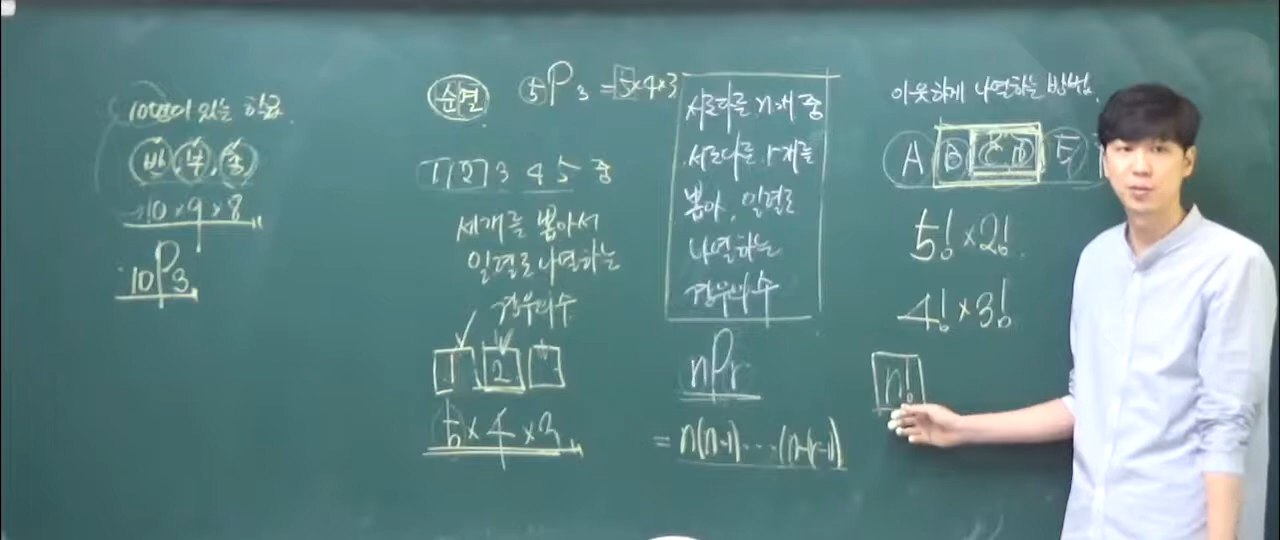 10명이 있는 학급
반, 부, 총
10×9×8
10P3
순열
5P3 = 5×4×3
1 2 3 4 5 중
세개를 뽑아서
일렬로 나열하는
경우의수
1 2
5×4×3
서로다른 n개 중
서로다른 r개를
뽑아, 일렬로
나열하는
경우의 수
nPr
= n(n-1)····(n-(r-1))
이웃하게 나열하는 방법.
A B C D E
5!×2!
4!×3!
n!